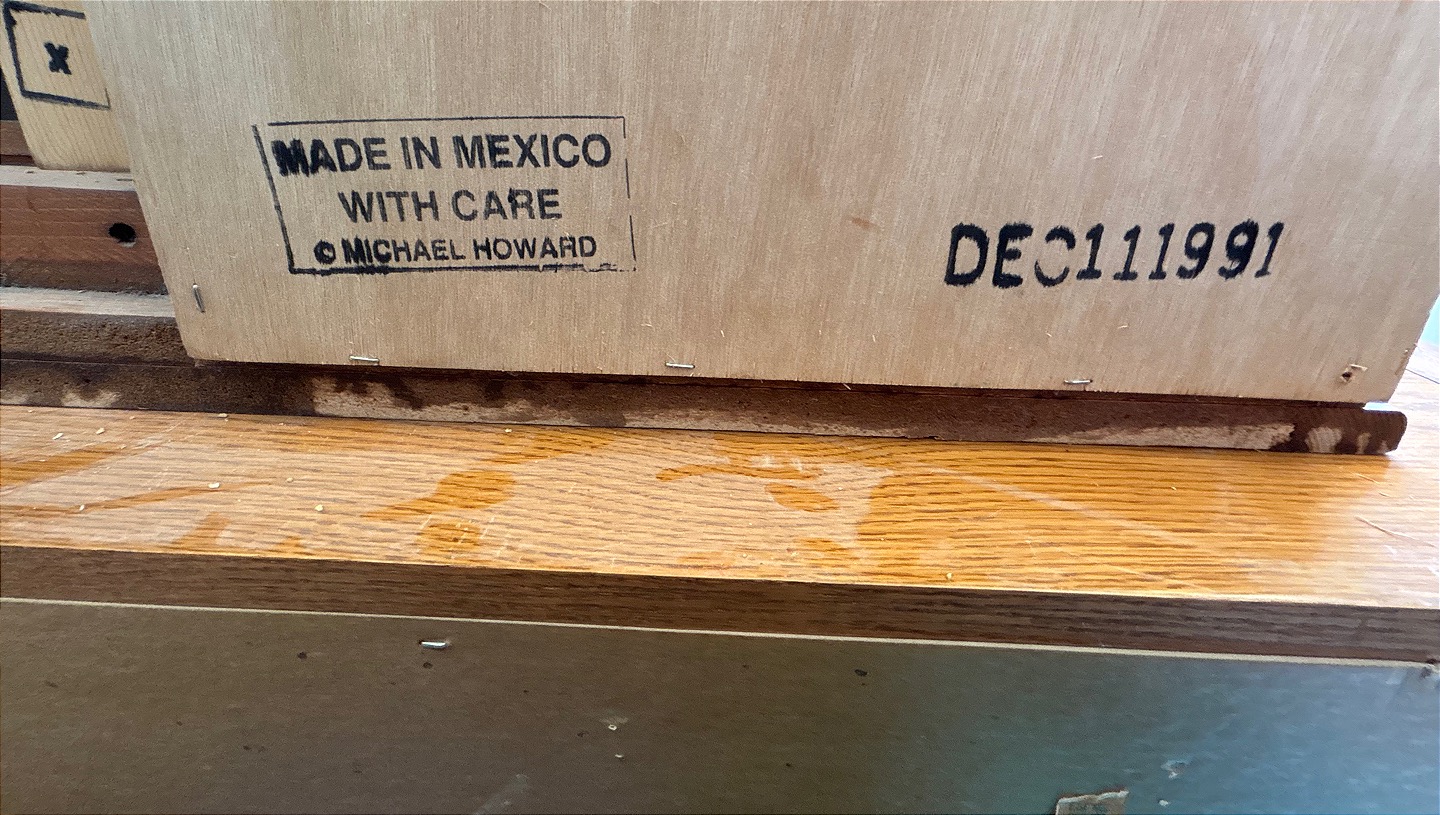 X
MADE IN MEXICO
WITH CARE
© MICHAEL HOWARD
DEC111991